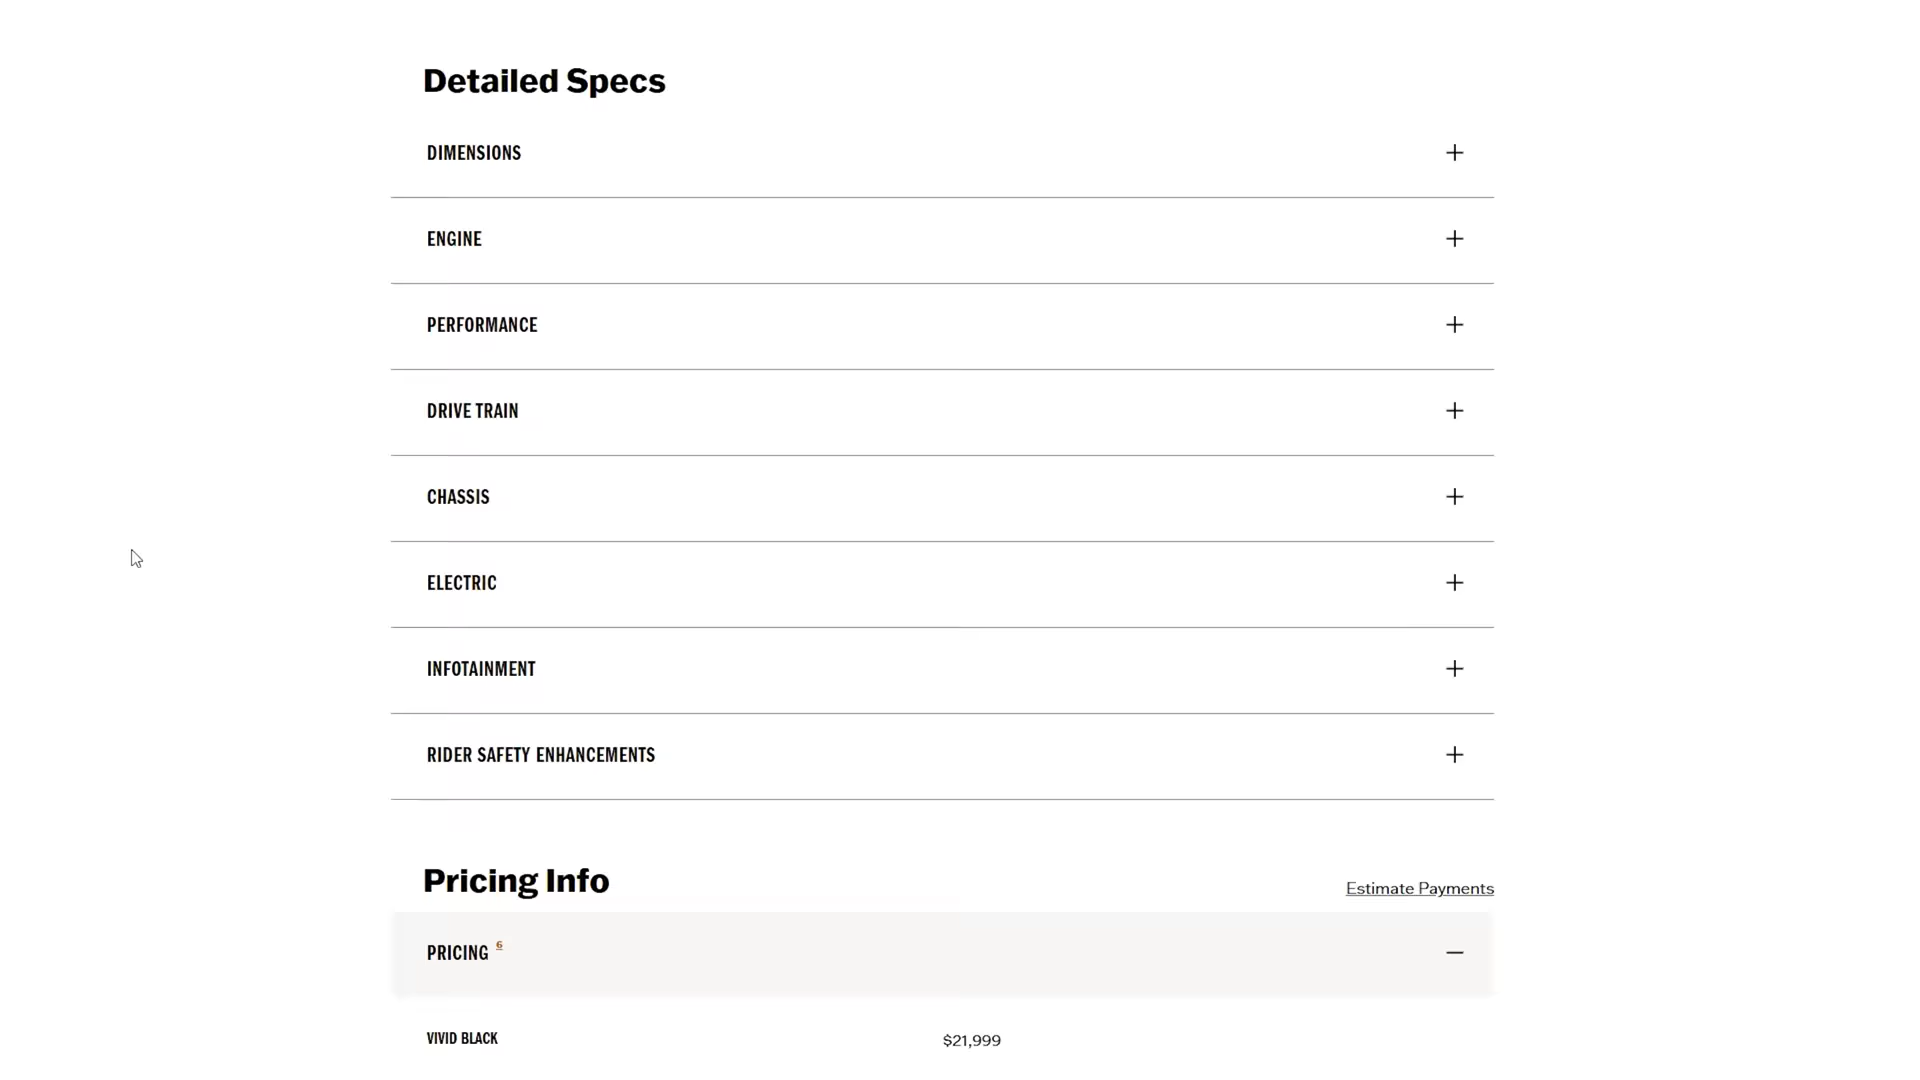 Detailed Specs
DIMENSIONS
ENGINE
PERFORMANCE
DRIVE TRAIN
CHASSIS
ELECTRIC
INFOTAINMENT
RIDER SAFETY ENHANCEMENTS
Pricing Info
Estimate Payments
PRICING 6
VIVID BLACK $21,999